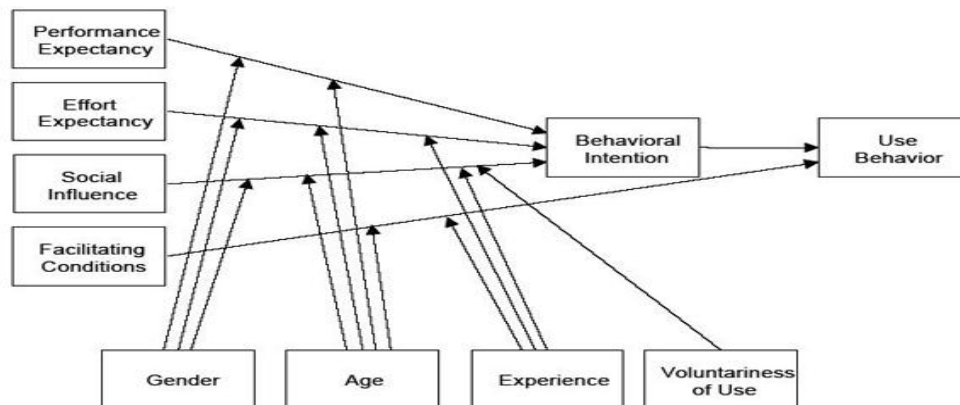 Performance
Expectancy
Effort
Expectancy
Social
Influence
Facilitating
Conditions
Behavioral
Intention
Use
Behavior
Gender
Age
Experience
Voluntariness
of Use